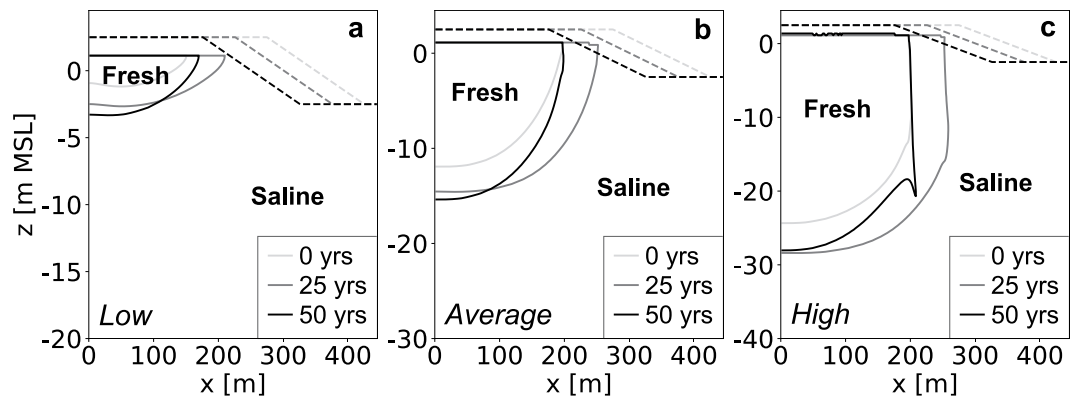 a
Fresh
Saline
0 yrs
25 yrs
50 yrs
Low
z [m MSL]
0
-5
-10
-15
-20
0 100 200 300 400
x [m]
b
Fresh
Saline
0 yrs
25 yrs
50 yrs
Average
0
-10
-20
-30
0 100 200 300 400
x [m]
c
Fresh
Saline
0 yrs
25 yrs
50 yrs
High
0
-10
-20
-30
-40
0 100 200 300 400
x [m]